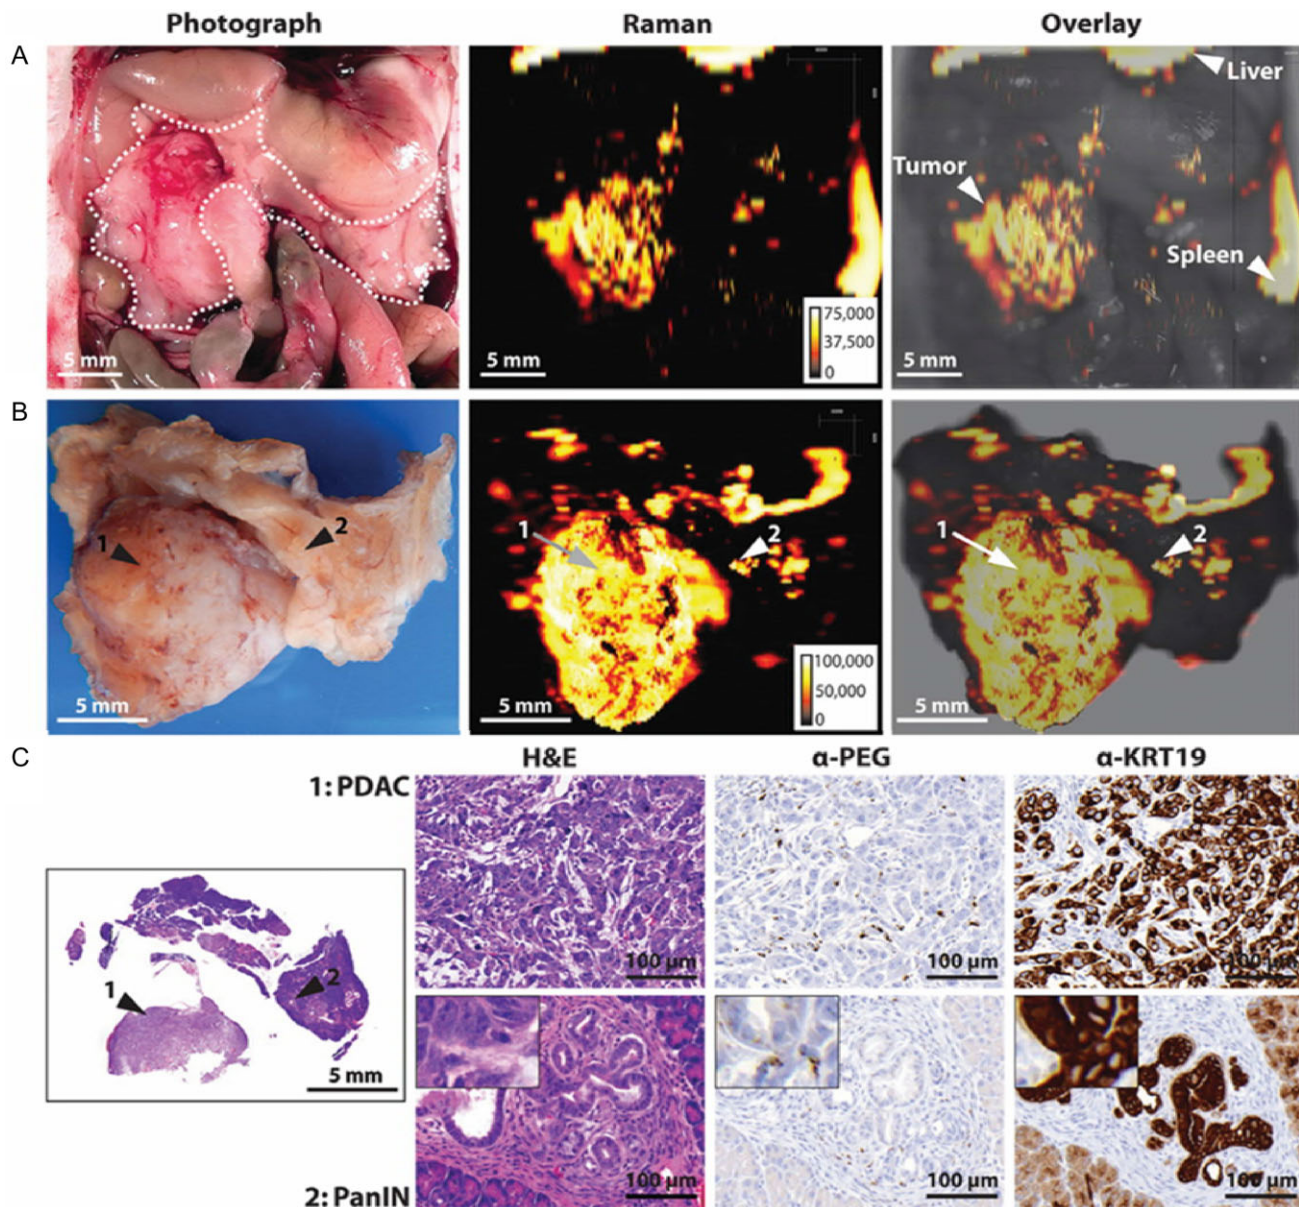 Photograph
Raman
Overlay
A
Liver
Tumor
Spleen
75,000
37,500
0
5 mm
5 mm
5 mm
B
1
2
1
2
1
2
100,000
50,000
0
5 mm
5 mm
5 mm
C
H&E
α-PEG
α-KRT19
1: PDAC
100 µm
100 µm
100 µm
1
2
5 mm
2: PanIN
100 µm
100 µm
100 µm